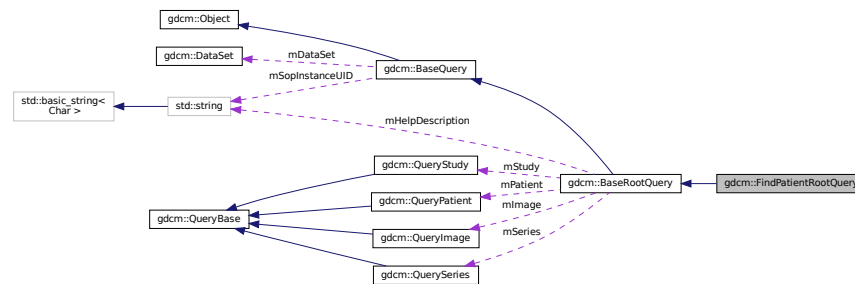 gdcm::Object
gdcm::DataSet
mDataSet
gdcm::BaseQuery
mSopInstanceUID
std::basic_string<
Char >
std::string
mHelpDescription
gdcm::QueryStudy
mStudy
gdcm::BaseRootQuery
gdcm::FindPatientRootQuery
mPatient
gdcm::QueryPatient
mImage
gdcm::QueryBase
gdcm::QueryImage
mSeries
gdcm::QuerySeries